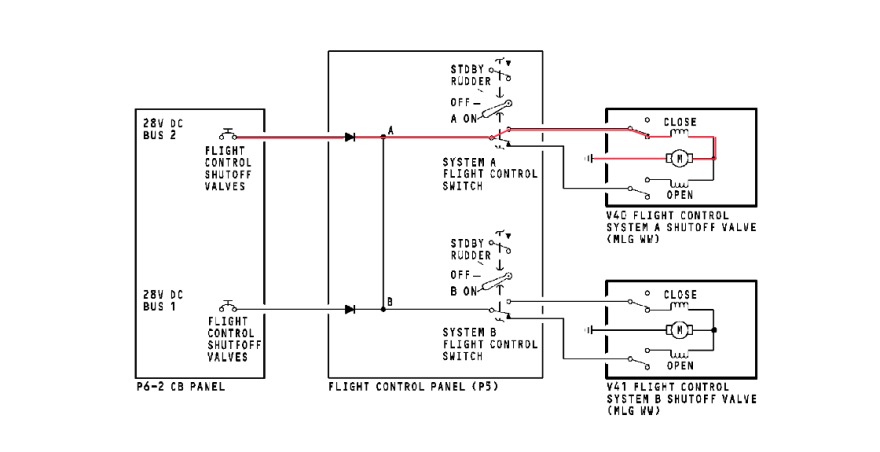 28V DC
BUS 2
FLIGHT
CONTROL
SHUTOFF
VALVES
28V DC
BUS 1
FLIGHT
CONTROL
SHUTOFF
VALVES
P6-2 CB PANEL
STDBY
RUDDER
OFF
A ON
A
SYSTEM A
FLIGHT CONTROL
SWITCH
STDBY
RUDDER
OFF
B ON
B
SYSTEM B
FLIGHT CONTROL
SWITCH
FLIGHT CONTROL PANEL (P5)
CLOSE
M
OPEN
V40 FLIGHT CONTROL
SYSTEM A SHUTOFF VALVE
(MLG WW)
CLOSE
M
OPEN
V41 FLIGHT CONTROL
SYSTEM B SHUTOFF VALVE
(MLG WW)